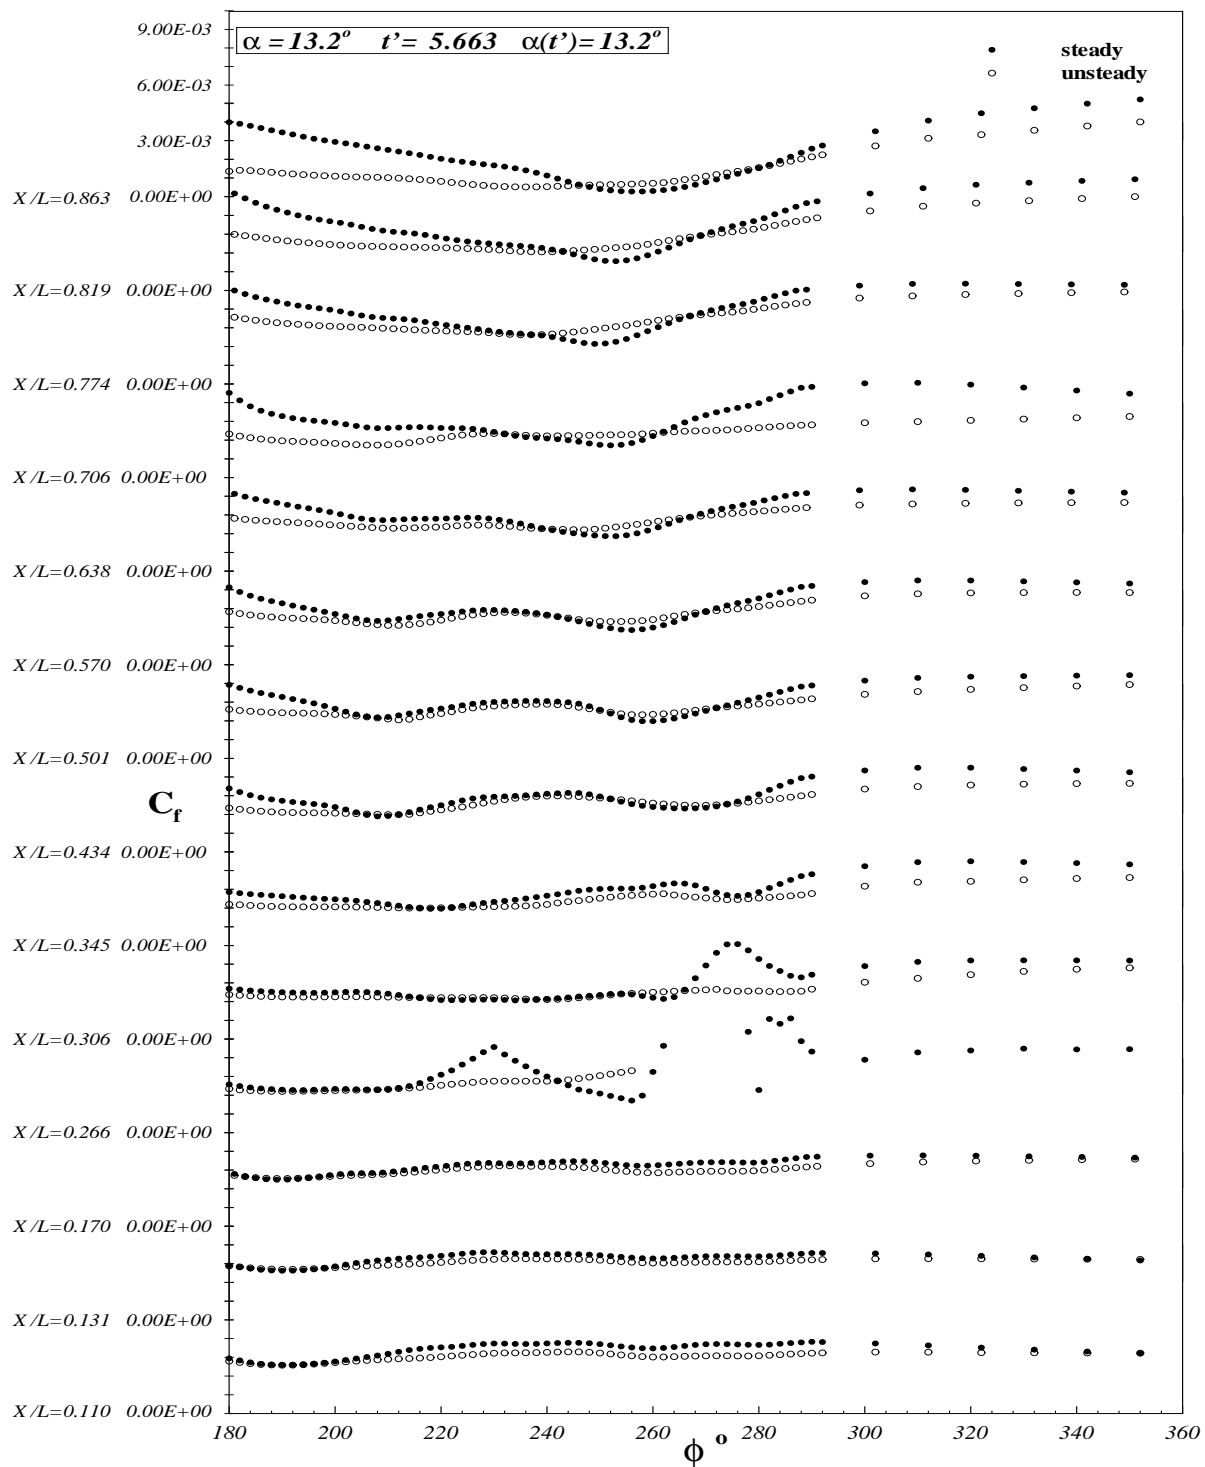 9.00E-03
α = 13.2° t' = 5.663 α(t')= 13.2°
steady
unsteady
6.00E-03
3.00E-03
X/L=0.863 0.00E+00
X/L=0.819 0.00E+00
X/L=0.774 0.00E+00
X/L=0.706 0.00E+00
X/L=0.638 0.00E+00
X/L=0.570 0.00E+00
X/L=0.501 0.00E+00
Cf
X/L=0.434 0.00E+00
X/L=0.345 0.00E+00
X/L=0.306 0.00E+00
X/L=0.266 0.00E+00
X/L=0.170 0.00E+00
X/L=0.131 0.00E+00
X/L=0.110 0.00E+00
180 200 220 240 260 280 300 320 340 360
ϕ °